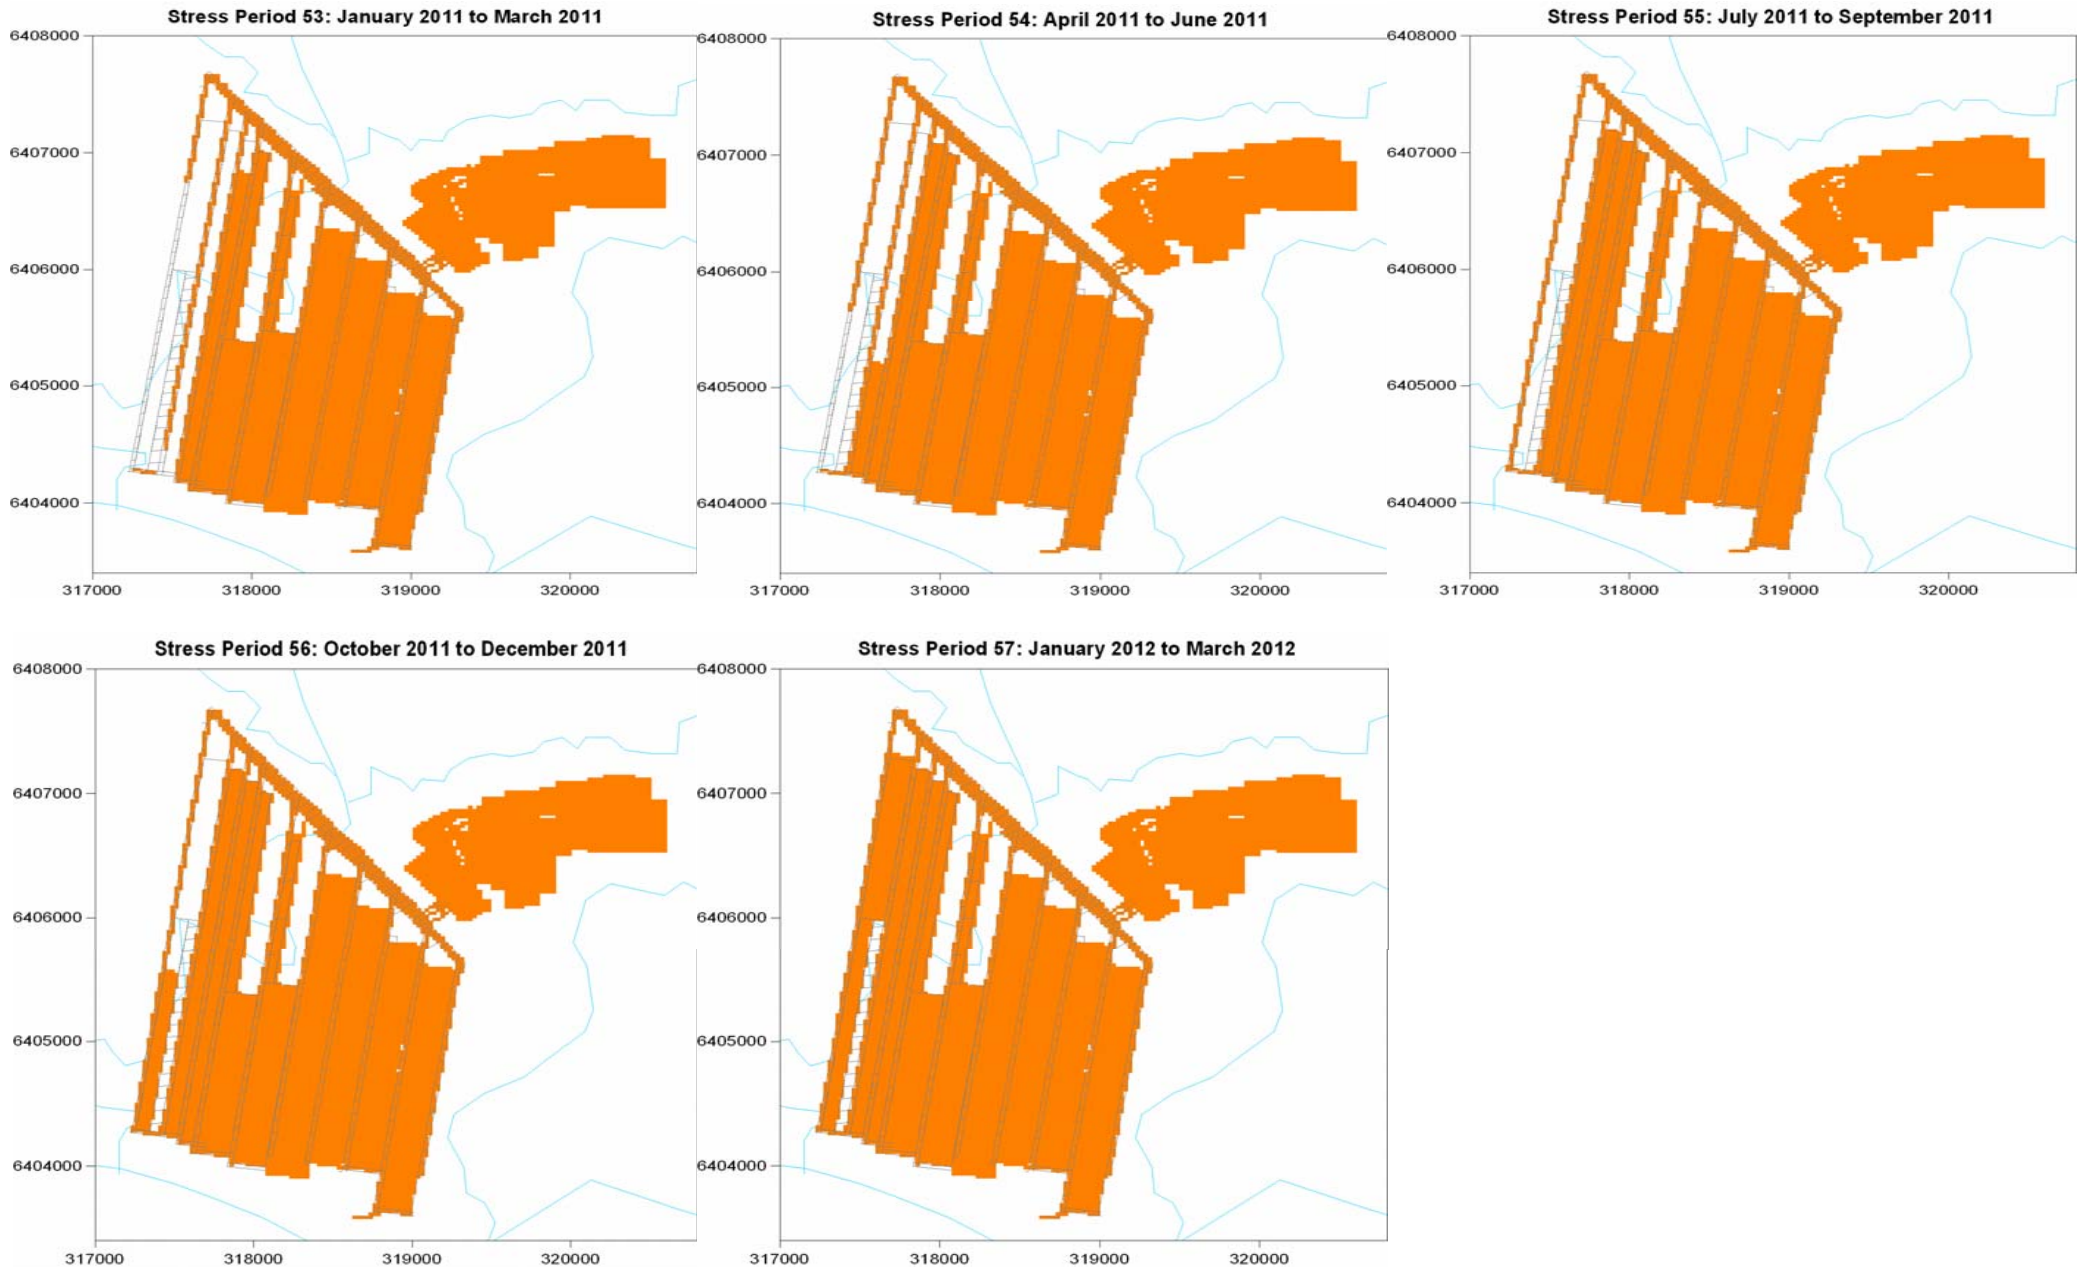 Stress Period 53: January 2011 to March 2011
6408000
6407000
6406000
6405000
6404000
317000 318000 319000 320000
Stress Period 54: April 2011 to June 2011
6408000
6407000
6406000
6405000
6404000
317000 318000 319000 320000
Stress Period 55: July 2011 to September 2011
6408000
6407000
6406000
6405000
6404000
317000 318000 319000 320000
Stress Period 56: October 2011 to December 2011
6408000
6407000
6406000
6405000
6404000
317000 318000 319000 320000
Stress Period 57: January 2012 to March 2012
6408000
6407000
6406000
6405000
6404000
317000 318000 319000 320000